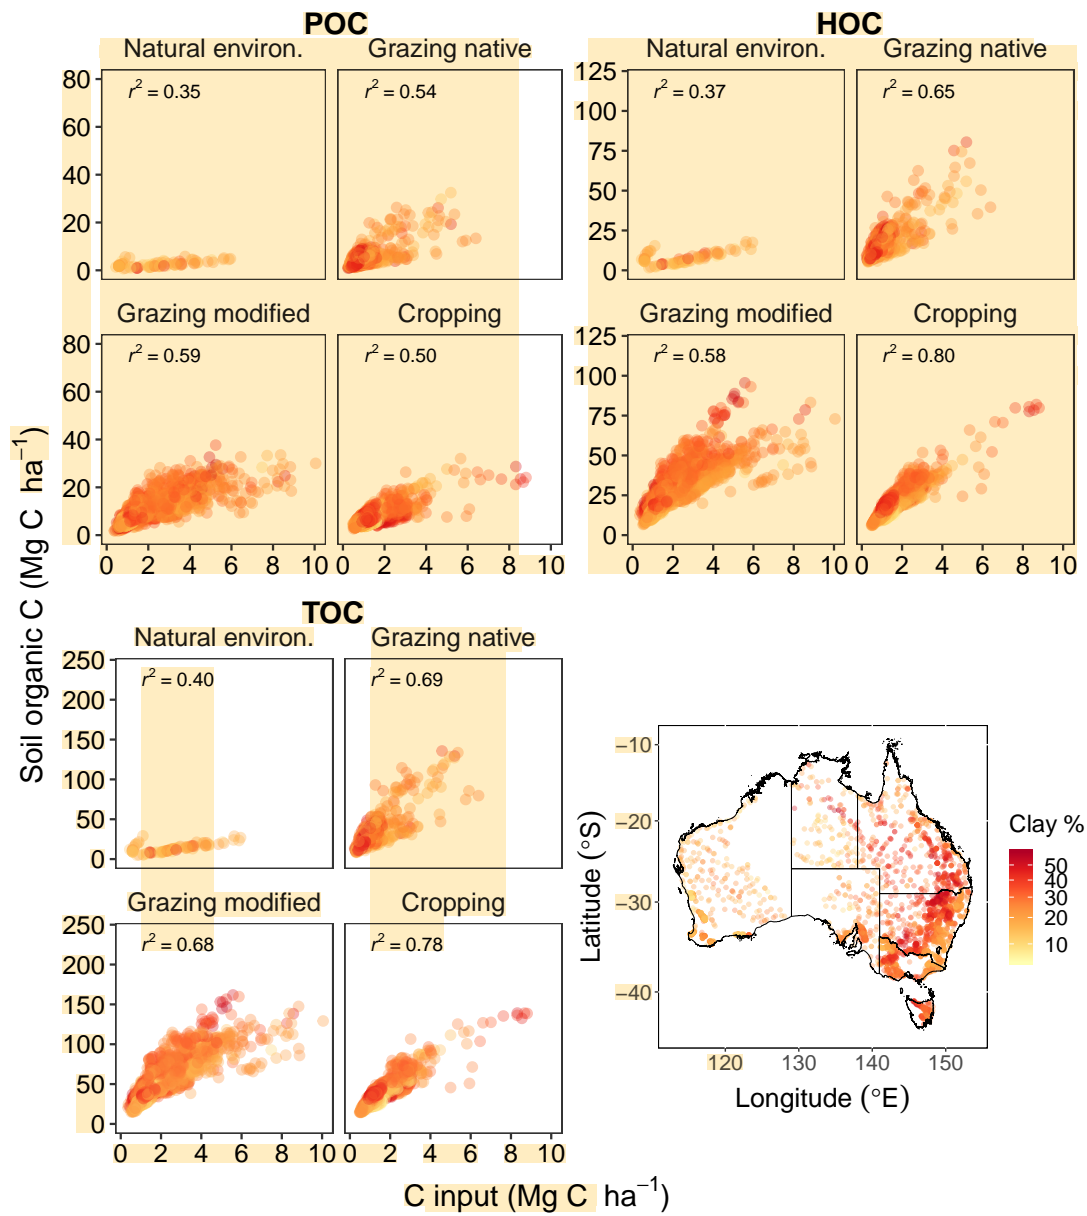 POC
HOC
Natural environ.
Grazing native
Natural environ.
Grazing native
80
60
40
20
0
r² = 0.35
r² = 0.54
125
100
75
50
25
0
r² = 0.37
r² = 0.65
Grazing modified
Cropping
Grazing modified
Cropping
80
60
40
20
0
r² = 0.59
r² = 0.50
125
100
75
50
25
0
r² = 0.58
r² = 0.80
0 2 4 6 8 10
0 2 4 6 8 10
0 2 4 6 8 10
0 2 4 6 8 10
Soil organic C (Mg C ha⁻¹)
TOC
Natural environ.
Grazing native
250
200
150
100
50
0
r² = 0.40
r² = 0.69
Grazing modified
Cropping
250
200
150
100
50
0
r² = 0.68
r² = 0.78
0 2 4 6 8 10
0 2 4 6 8 10
C input (Mg C ha⁻¹)
−10
−20
−30
−40
Latitude (°S)
120 130 140 150
Longitude (°E)
Clay %
50
40
30
20
10